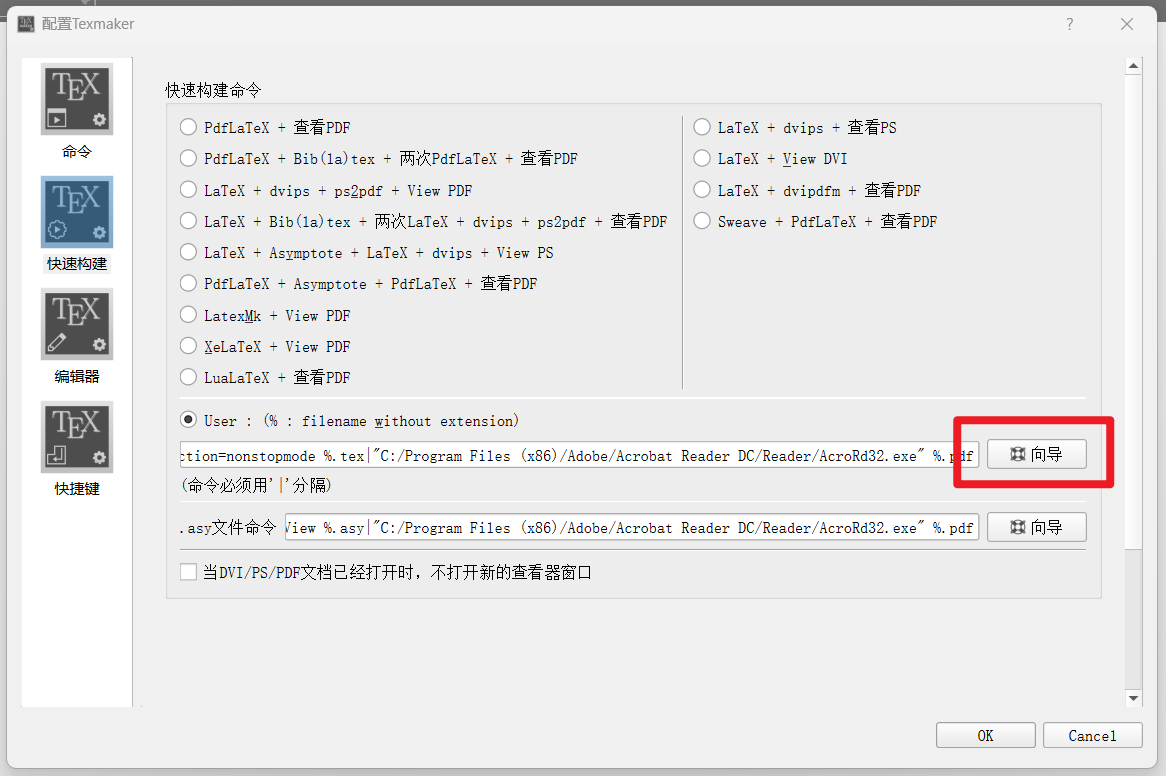 配置Texmaker
?
TEX
命令
TEX
快速构建
TEX
编辑器
TEX
快捷键
快速构建命令
PdfLaTeX + 查看PDF
PdfLaTeX + Bib(la)tex + 两次PdfLaTeX + 查看PDF
LaTeX + dvips + ps2pdf + View PDF
LaTeX + Bib(la)tex + 两次LaTeX + dvips + ps2pdf + 查看PDF
LaTeX + Asymptote + LaTeX + dvips + View PS
PdfLaTeX + Asymptote + PdfLaTeX + 查看PDF
LatexMk + View PDF
XeLaTeX + View PDF
LuaLaTeX + 查看PDF
LaTeX + dvips + 查看PS
LaTeX + View DVI
LaTeX + dvipdfm + 查看PDF
Sweave + PdfLaTeX + 查看PDF
User : (% : filename without extension)
ction=nonstopmode %.tex|"C:/Program Files (x86)/Adobe/Acrobat Reader DC/Reader/AcroRd32.exe" %.pdf
向导
(命令必须用'|'分隔)
.asy文件命令
View %.asy|"C:/Program Files (x86)/Adobe/Acrobat Reader DC/Reader/AcroRd32.exe" %.pdf
向导
当DVI/PS/PDF文档已经打开时，不打开新的查看器窗口
OK
Cancel